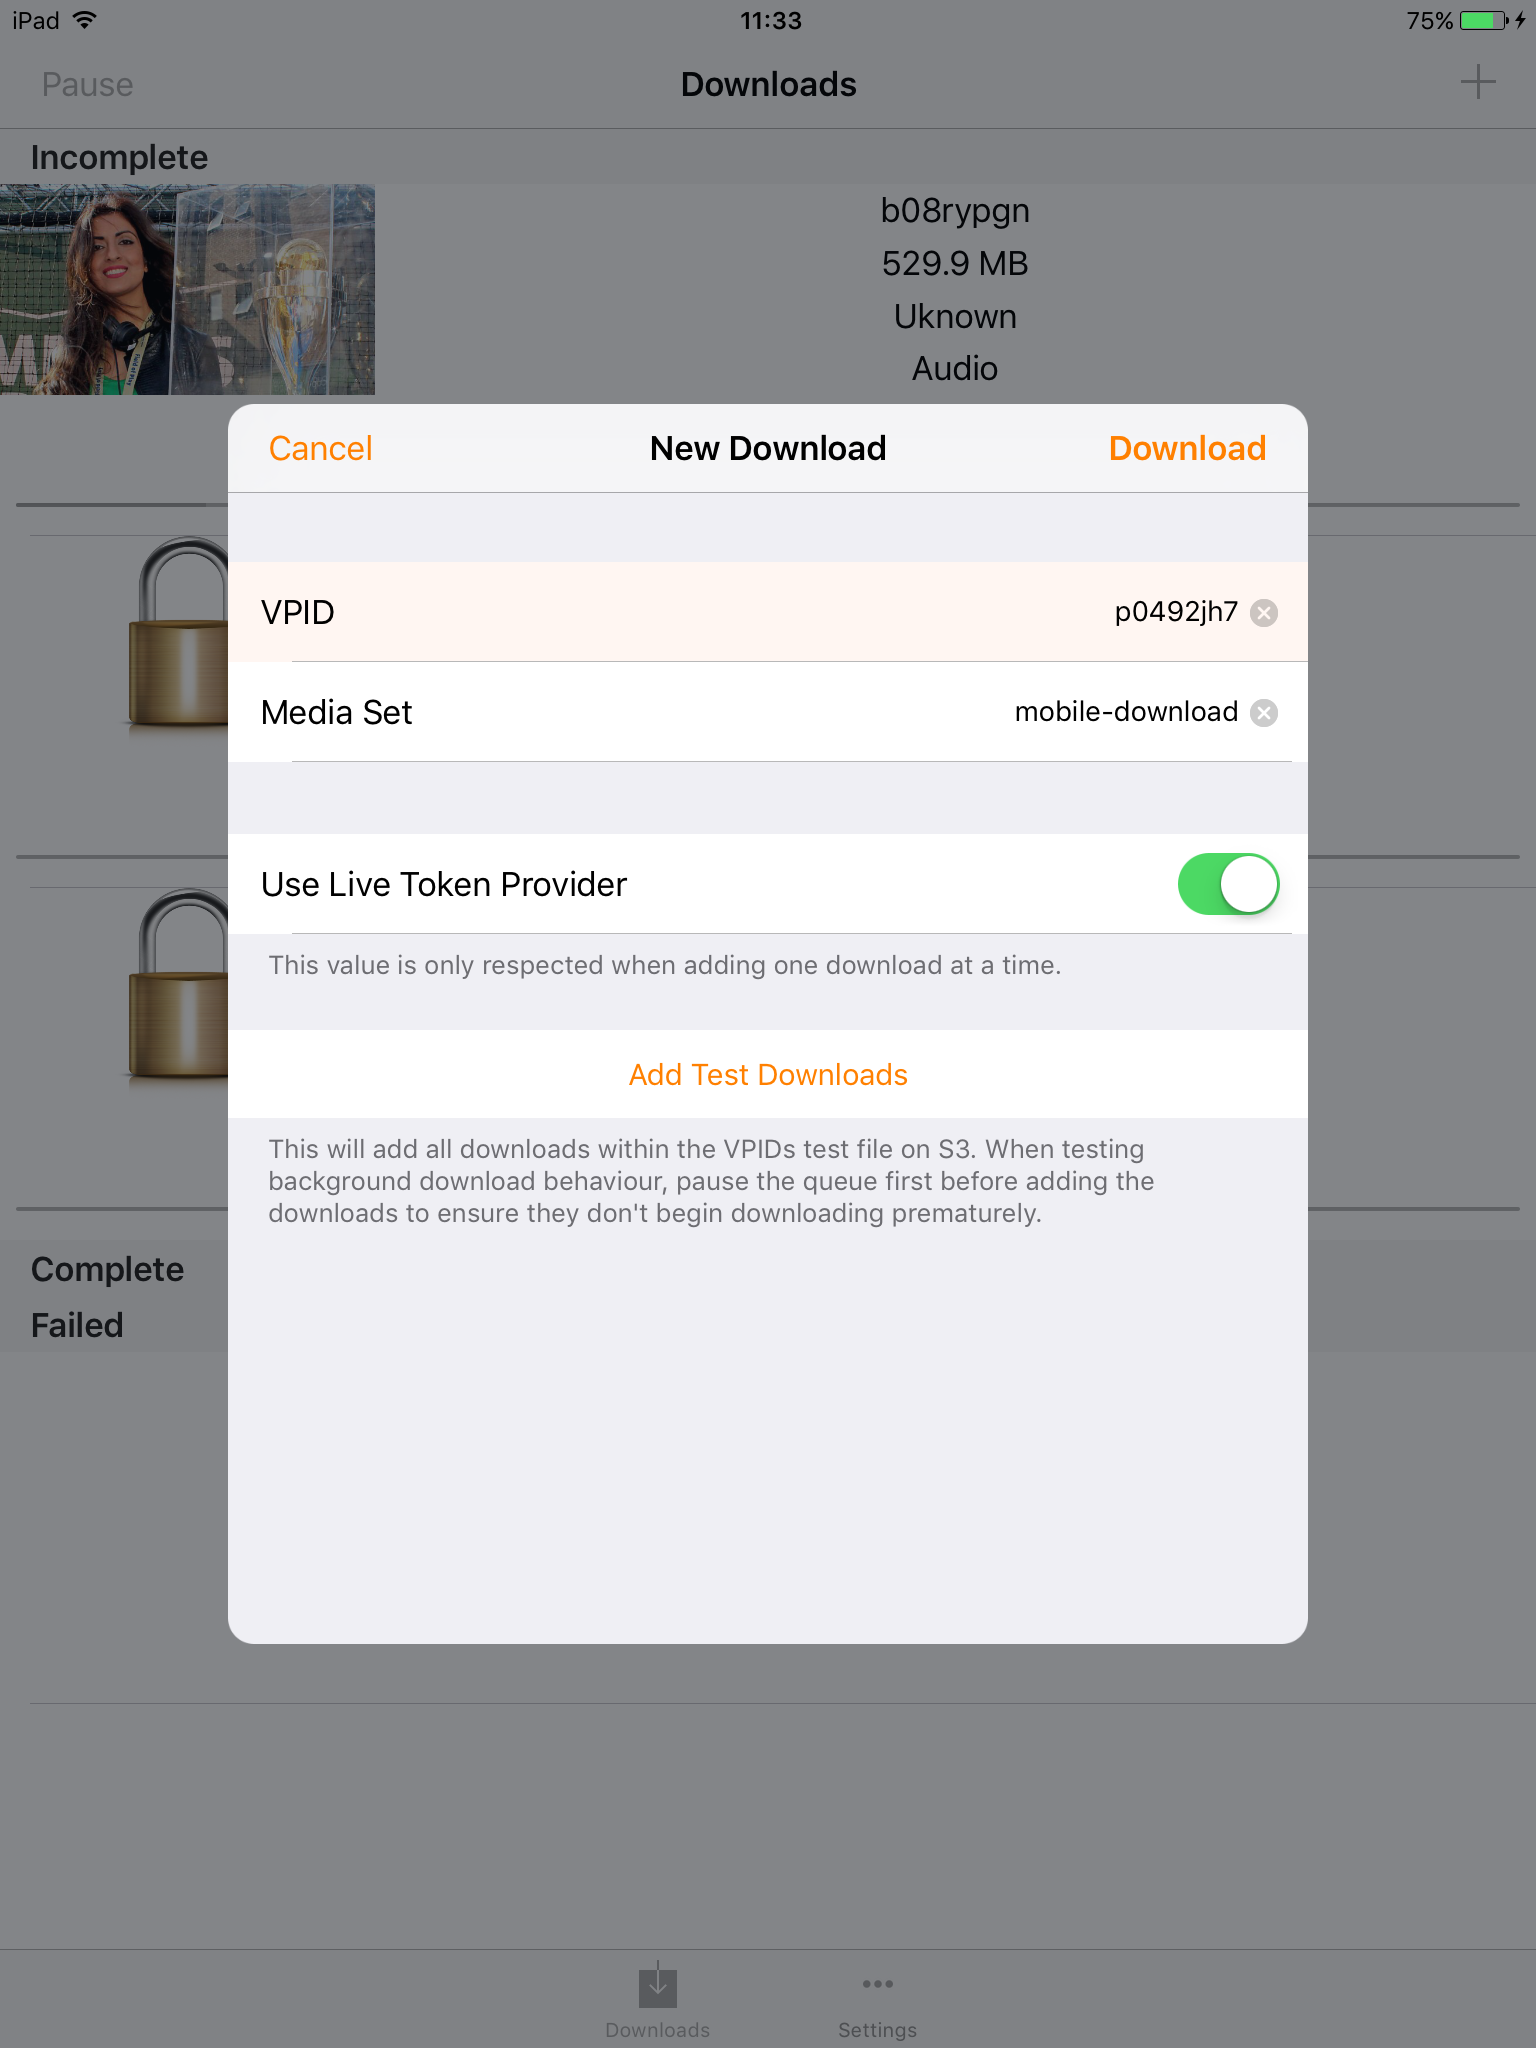 iPad
11:33
75%
Pause
Downloads
Incomplete
b08rypgn
529.9 MB
Uknown
Audio
Cancel
New Download
Download
VPID
p0492jh7
Media Set
mobile-download
Use Live Token Provider
This value is only respected when adding one download at a time.
Add Test Downloads
This will add all downloads within the VPIDs test file on S3. When testing
background download behaviour, pause the queue first before adding the
downloads to ensure they don't begin downloading prematurely.
Complete
Failed
Downloads
Settings